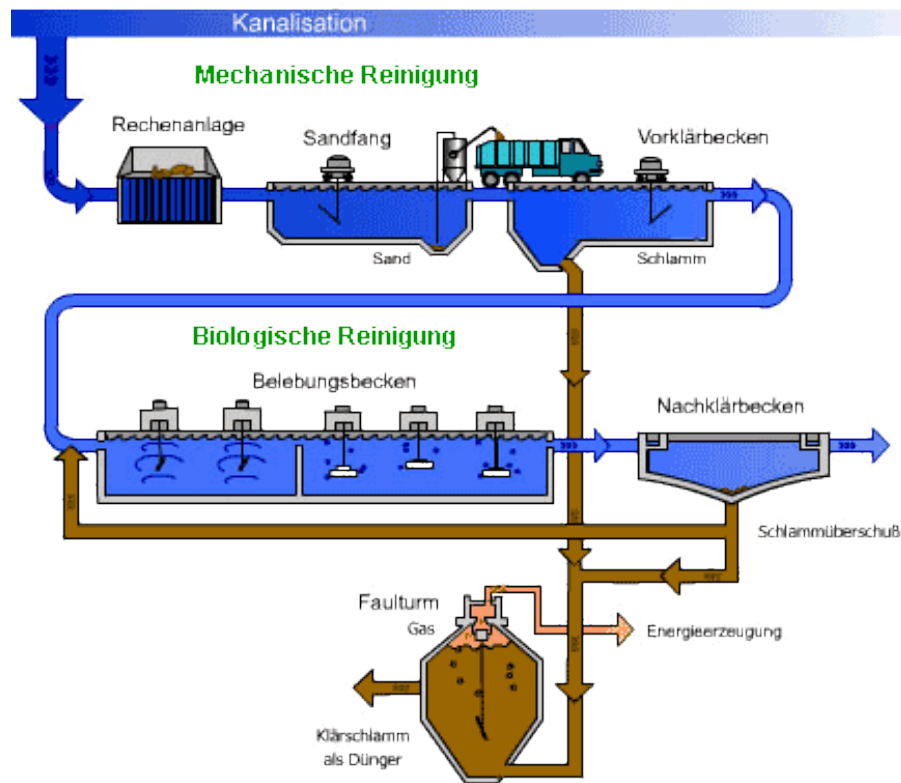 Kanalisation
Mechanische Reinigung
Rechenanlage
Sandfang
Vorklärbecken
Sand
Schlamm
Biologische Reinigung
Belebungsbecken
Nachklärbecken
Schlammüberschuß
Faulturm
Gas
Energieerzeugung
Klärschlamm
als Dünger